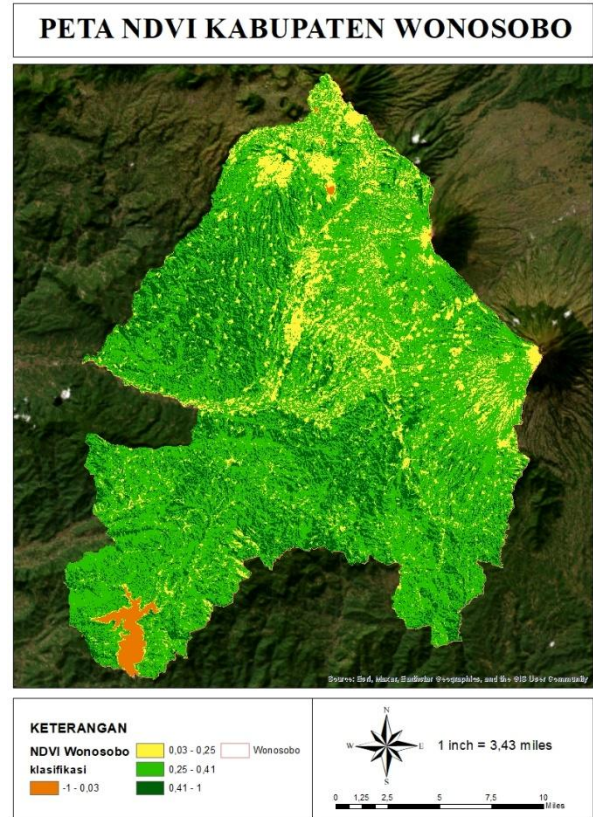 PETA NDVI KABUPATEN WONOSOBO
Source: Esri, Maxar, Earthstar Geographics, and the GIS User Community
KETERANGAN
NDVI Wonosobo
klasifikasi
-1 - 0,03
0,03 - 0,25
0,25 - 0,41
0,41 - 1
Wonosobo
N
W E
S
1 inch = 3,43 miles
0 1,25 2,5 5 7,5 10
Miles